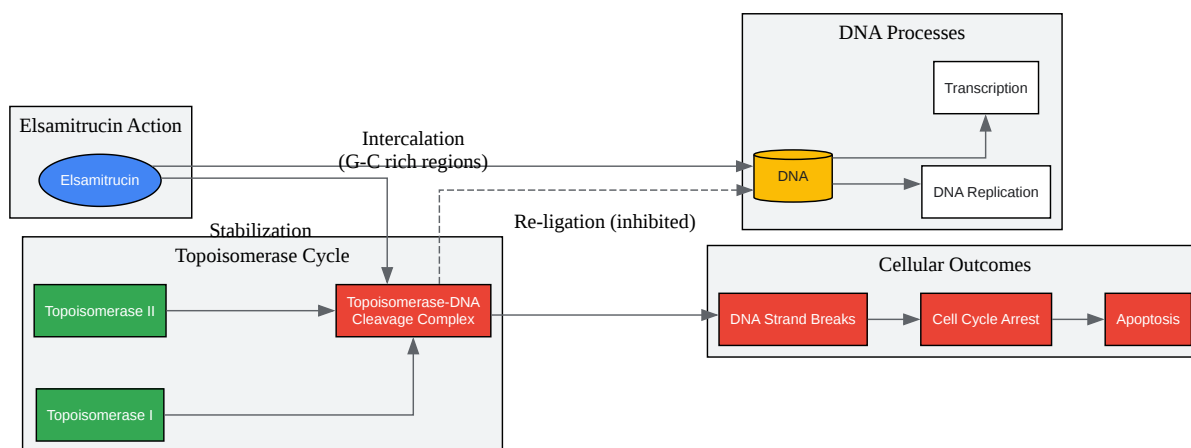 DNA Processes
Transcription
Elsamitrucin Action
Intercalation
(G-C rich regions)
Elsamitrucin
DNA
DNA Replication
Re-ligation (inhibited)
Stabilization
Topoisomerase Cycle
Cellular Outcomes
Topoisomerase II
Topoisomerase-DNA
Cleavage Complex
DNA Strand Breaks
Cell Cycle Arrest
Apoptosis
Topoisomerase I